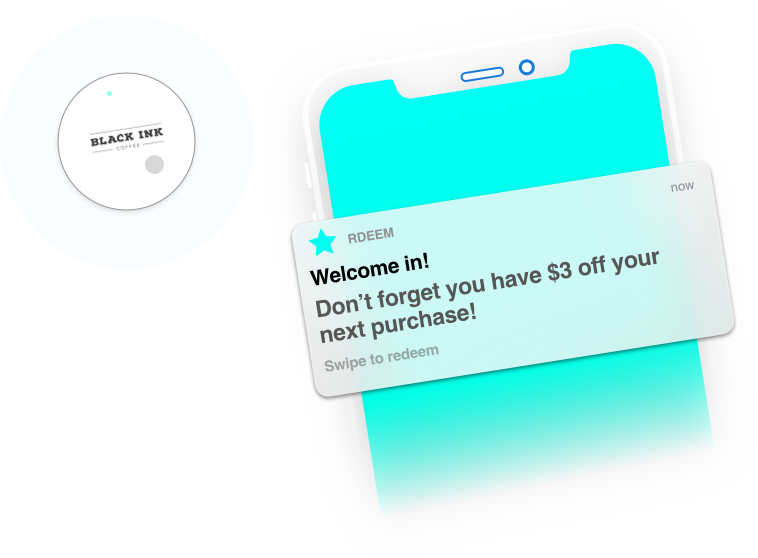 BLACK INK
COFFEE
RDEEM
now
Welcome in!
Don’t forget you have $3 off your
next purchase!
Swipe to redeem